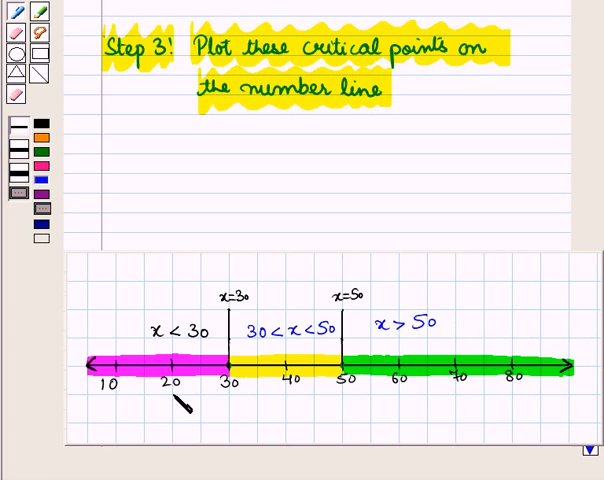 Step 3! Plot these critical points on
the number line
x=30 x=50
x < 30 30 < x < 50 x > 50
10 20 30 40 50 60 70 80